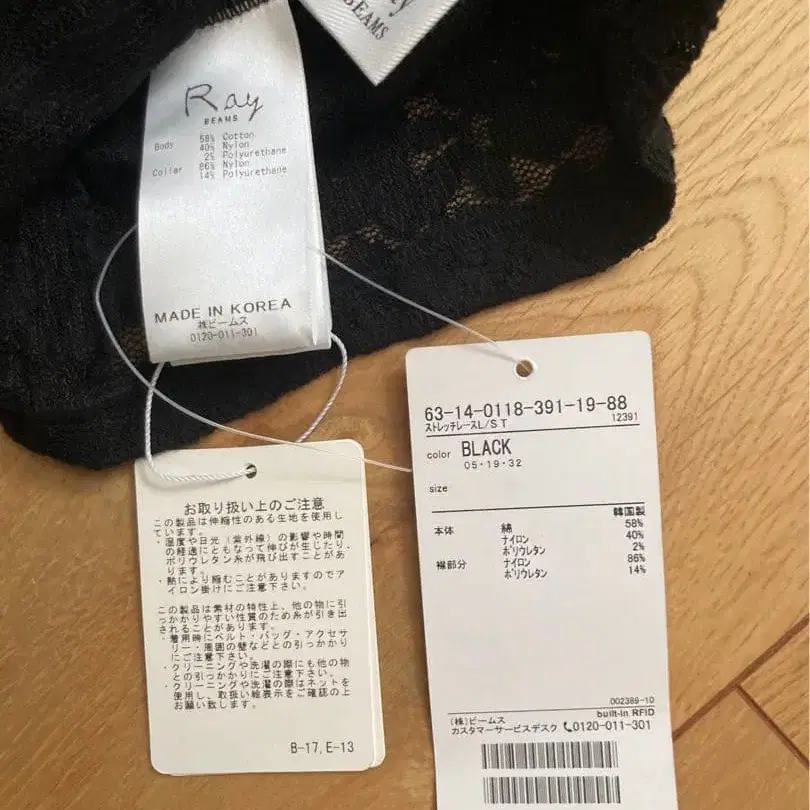 BEAMS
Ray
BEAMS
Body 58% Cotton
40% Nylon
2% Polyurethane
Collar 86% Nylon
14% Polyurethane
MADE IN KOREA
㈱ビームス
0120-011-301
お取り扱い上のご注意
この製品は伸縮性のある生地を使用し
ています。
・湿度や日光（紫外線）の影響や時間
の経過にともなって伸びが生じたり、
ポリウレタン糸が飛び出すことがあ
ります。
・熱により縮むことがありますのでア
イロン掛けにご注意下さい。
この製品は素材の特性上、他の物に引
っかかりやすい性質のため糸が引き出
されることがあります。
・着用時にベルト・バッグ・アクセサ
リー・周囲の壁などとの引っかかり
にご注意下さい。
・クリーニングや洗濯の際にも他の物
との引っかかりにご注意下さい。
・クリーニングや洗濯の際はネットを
使用し、取扱い絵表示をご確認の上
お願い致します。
B-17,E-13
63-14-0118-391-19-88
ストレッチレースL/S T 12391
color BLACK
05・19・32
size
韓国製
本体 綿 58%
ナイロン 40%
ポリウレタン 2%
裾部分 ナイロン 86%
ポリウレタン 14%
002389-10
built-in RFID
(株)ビームス
カスタマーサービスデスク 0120-011-301